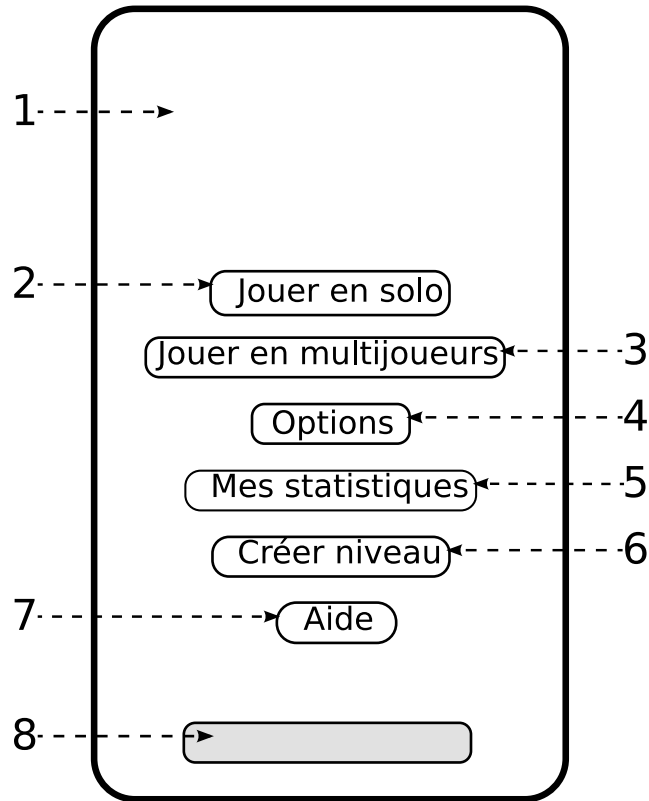 1
2
Jouer en solo
Jouer en multijoueurs
3
Options
4
Mes statistiques
5
Créer niveau
6
7
Aide
8